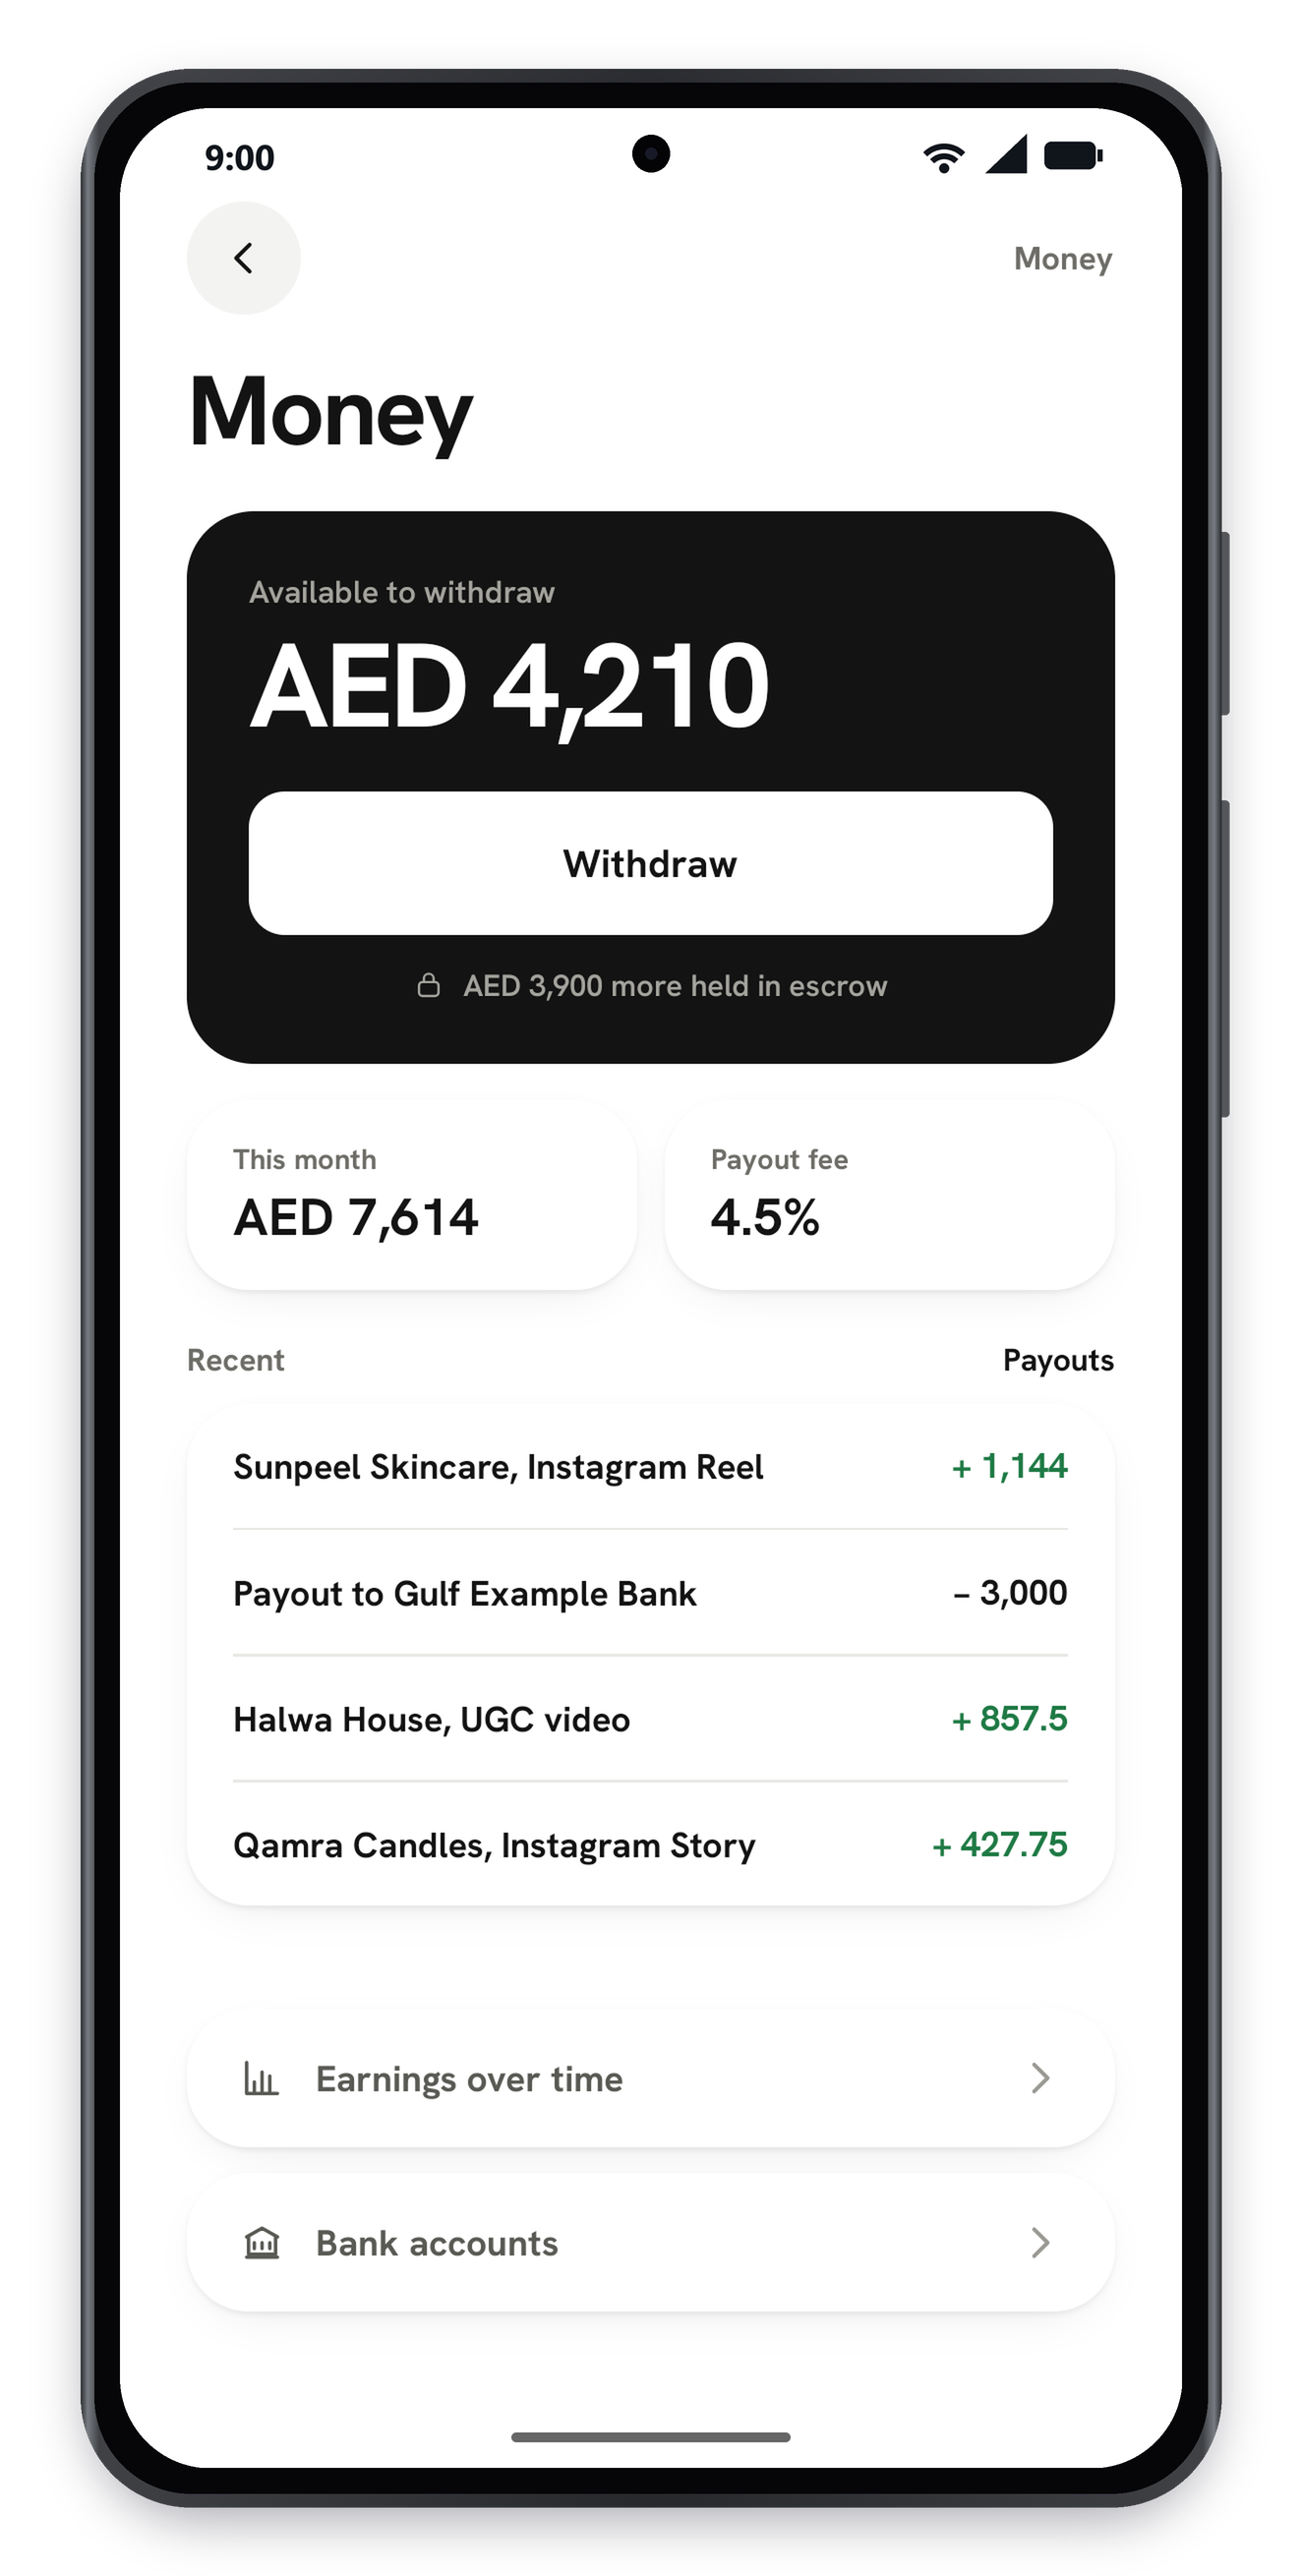 9:00
Money
Money
Available to withdraw
AED 4,210
Withdraw
AED 3,900 more held in escrow
This month
AED 7,614
Payout fee
4.5%
Recent
Payouts
Sunpeel Skincare, Instagram Reel
+ 1,144
Payout to Gulf Example Bank
– 3,000
Halwa House, UGC video
+ 857.5
Qamra Candles, Instagram Story
+ 427.75
Earnings over time
Bank accounts